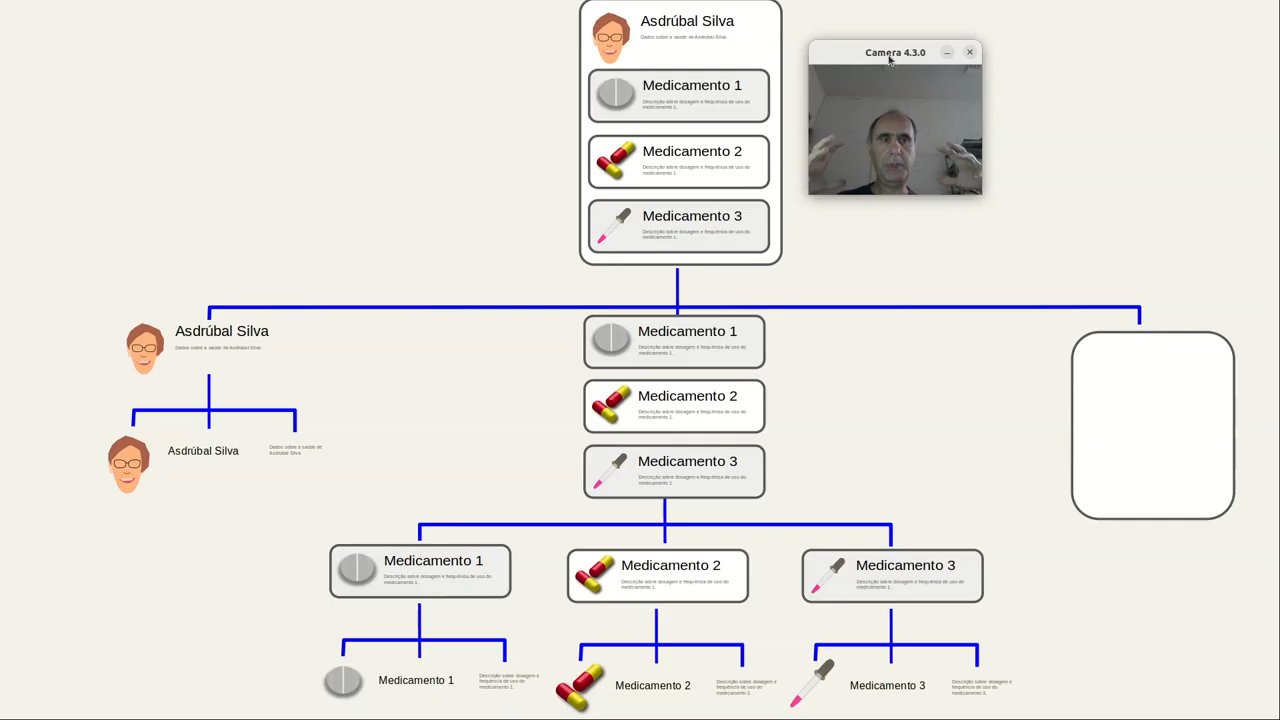 Asdrúbal Silva
Dados sobre a saúde de Asdrúbal Silva.
Camera 4.3.0
Medicamento 1
Descrição sobre dosagem e frequência de uso do
medicamento 1.
Medicamento 2
Descrição sobre dosagem e frequência de uso do
medicamento 1.
Medicamento 3
Descrição sobre dosagem e frequência de uso do
medicamento 1.
Asdrúbal Silva
Dados sobre a saúde de Asdrúbal Silva.
Medicamento 1
Descrição sobre dosagem e frequência de uso do
medicamento 1.
Medicamento 2
Descrição sobre dosagem e frequência de uso do
medicamento 1.
Medicamento 3
Descrição sobre dosagem e frequência de uso do
medicamento 1.
Asdrúbal Silva
Dados sobre a saúde de
Asdrúbal Silva.
Medicamento 1
Descrição sobre dosagem e frequência de uso do
medicamento 1.
Medicamento 2
Descrição sobre dosagem e frequência de uso do
medicamento 1.
Medicamento 3
Descrição sobre dosagem e frequência de uso do
medicamento 1.
Medicamento 1
Descrição sobre dosagem e
frequência de uso do
medicamento 1.
Medicamento 2
Descrição sobre dosagem e
frequência de uso do
medicamento 2.
Medicamento 3
Descrição sobre dosagem e
frequência de uso do
medicamento 3.